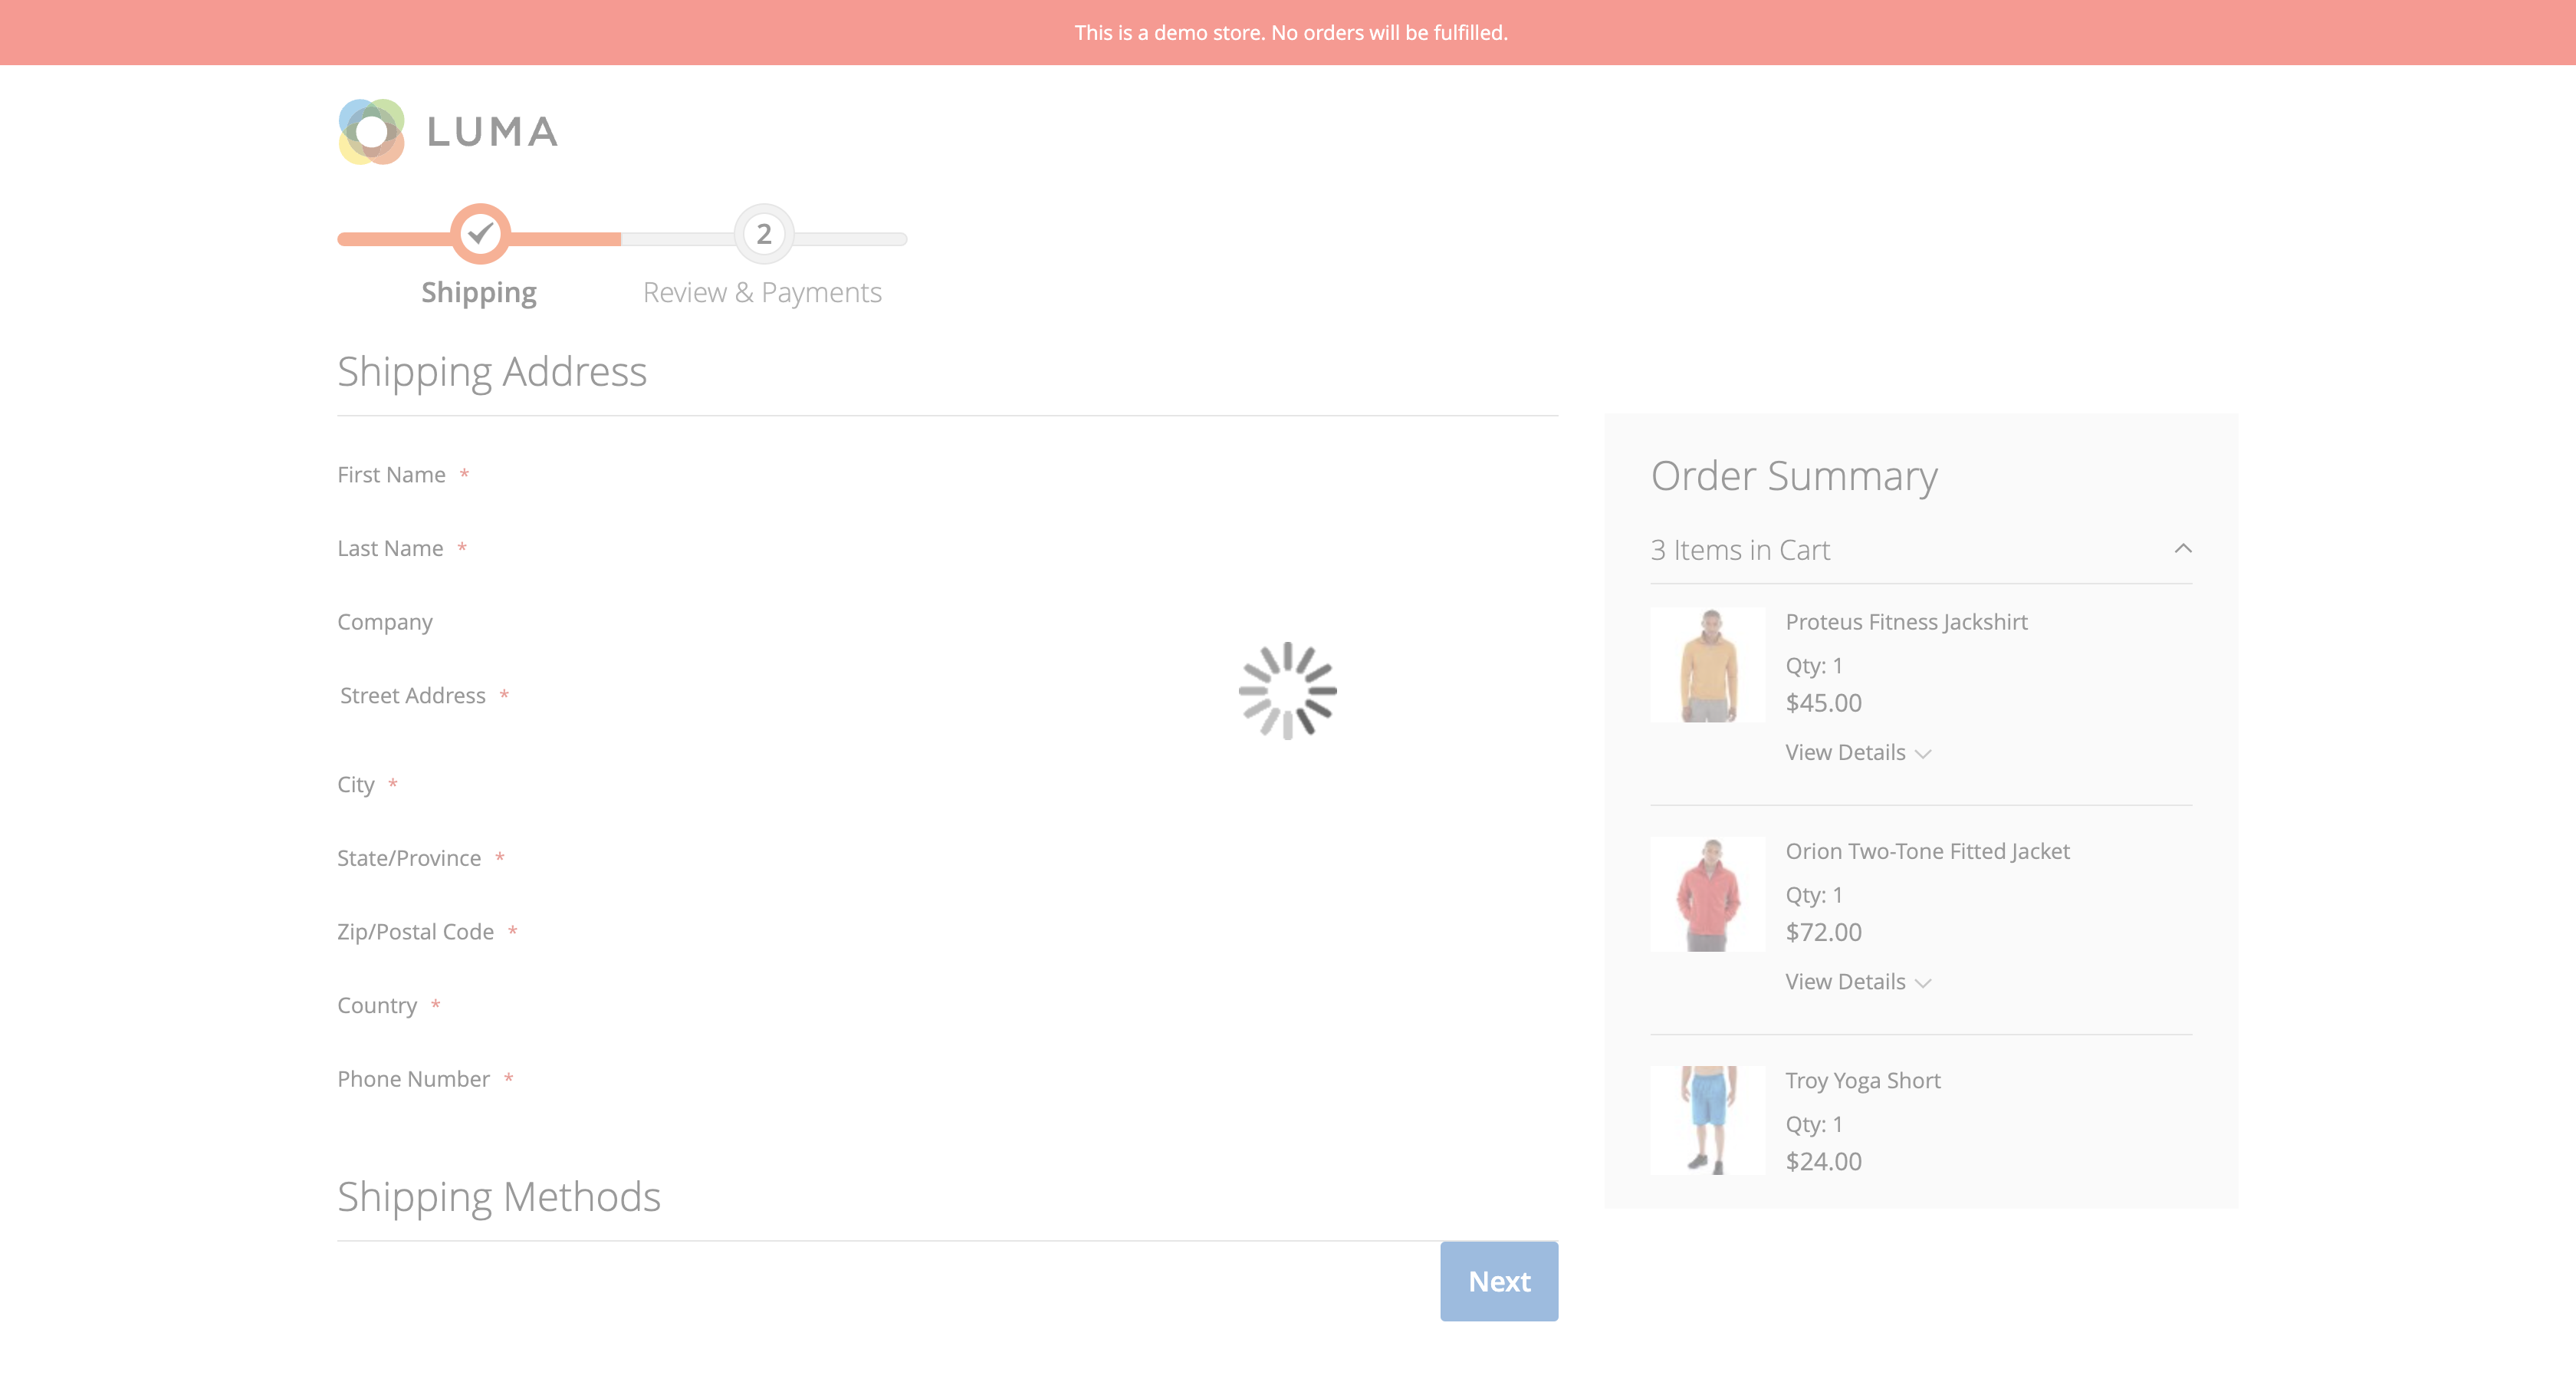 This is a demo store. No orders will be fulfilled.
LUMA
2
Shipping
Review & Payments
Shipping Address
First Name *
Last Name *
Company
Street Address *
City *
State/Province *
Zip/Postal Code *
Country *
Phone Number *
Shipping Methods
Next
Order Summary
3 Items in Cart
Proteus Fitness Jackshirt
Qty: 1
$45.00
View Details
Orion Two-Tone Fitted Jacket
Qty: 1
$72.00
View Details
Troy Yoga Short
Qty: 1
$24.00